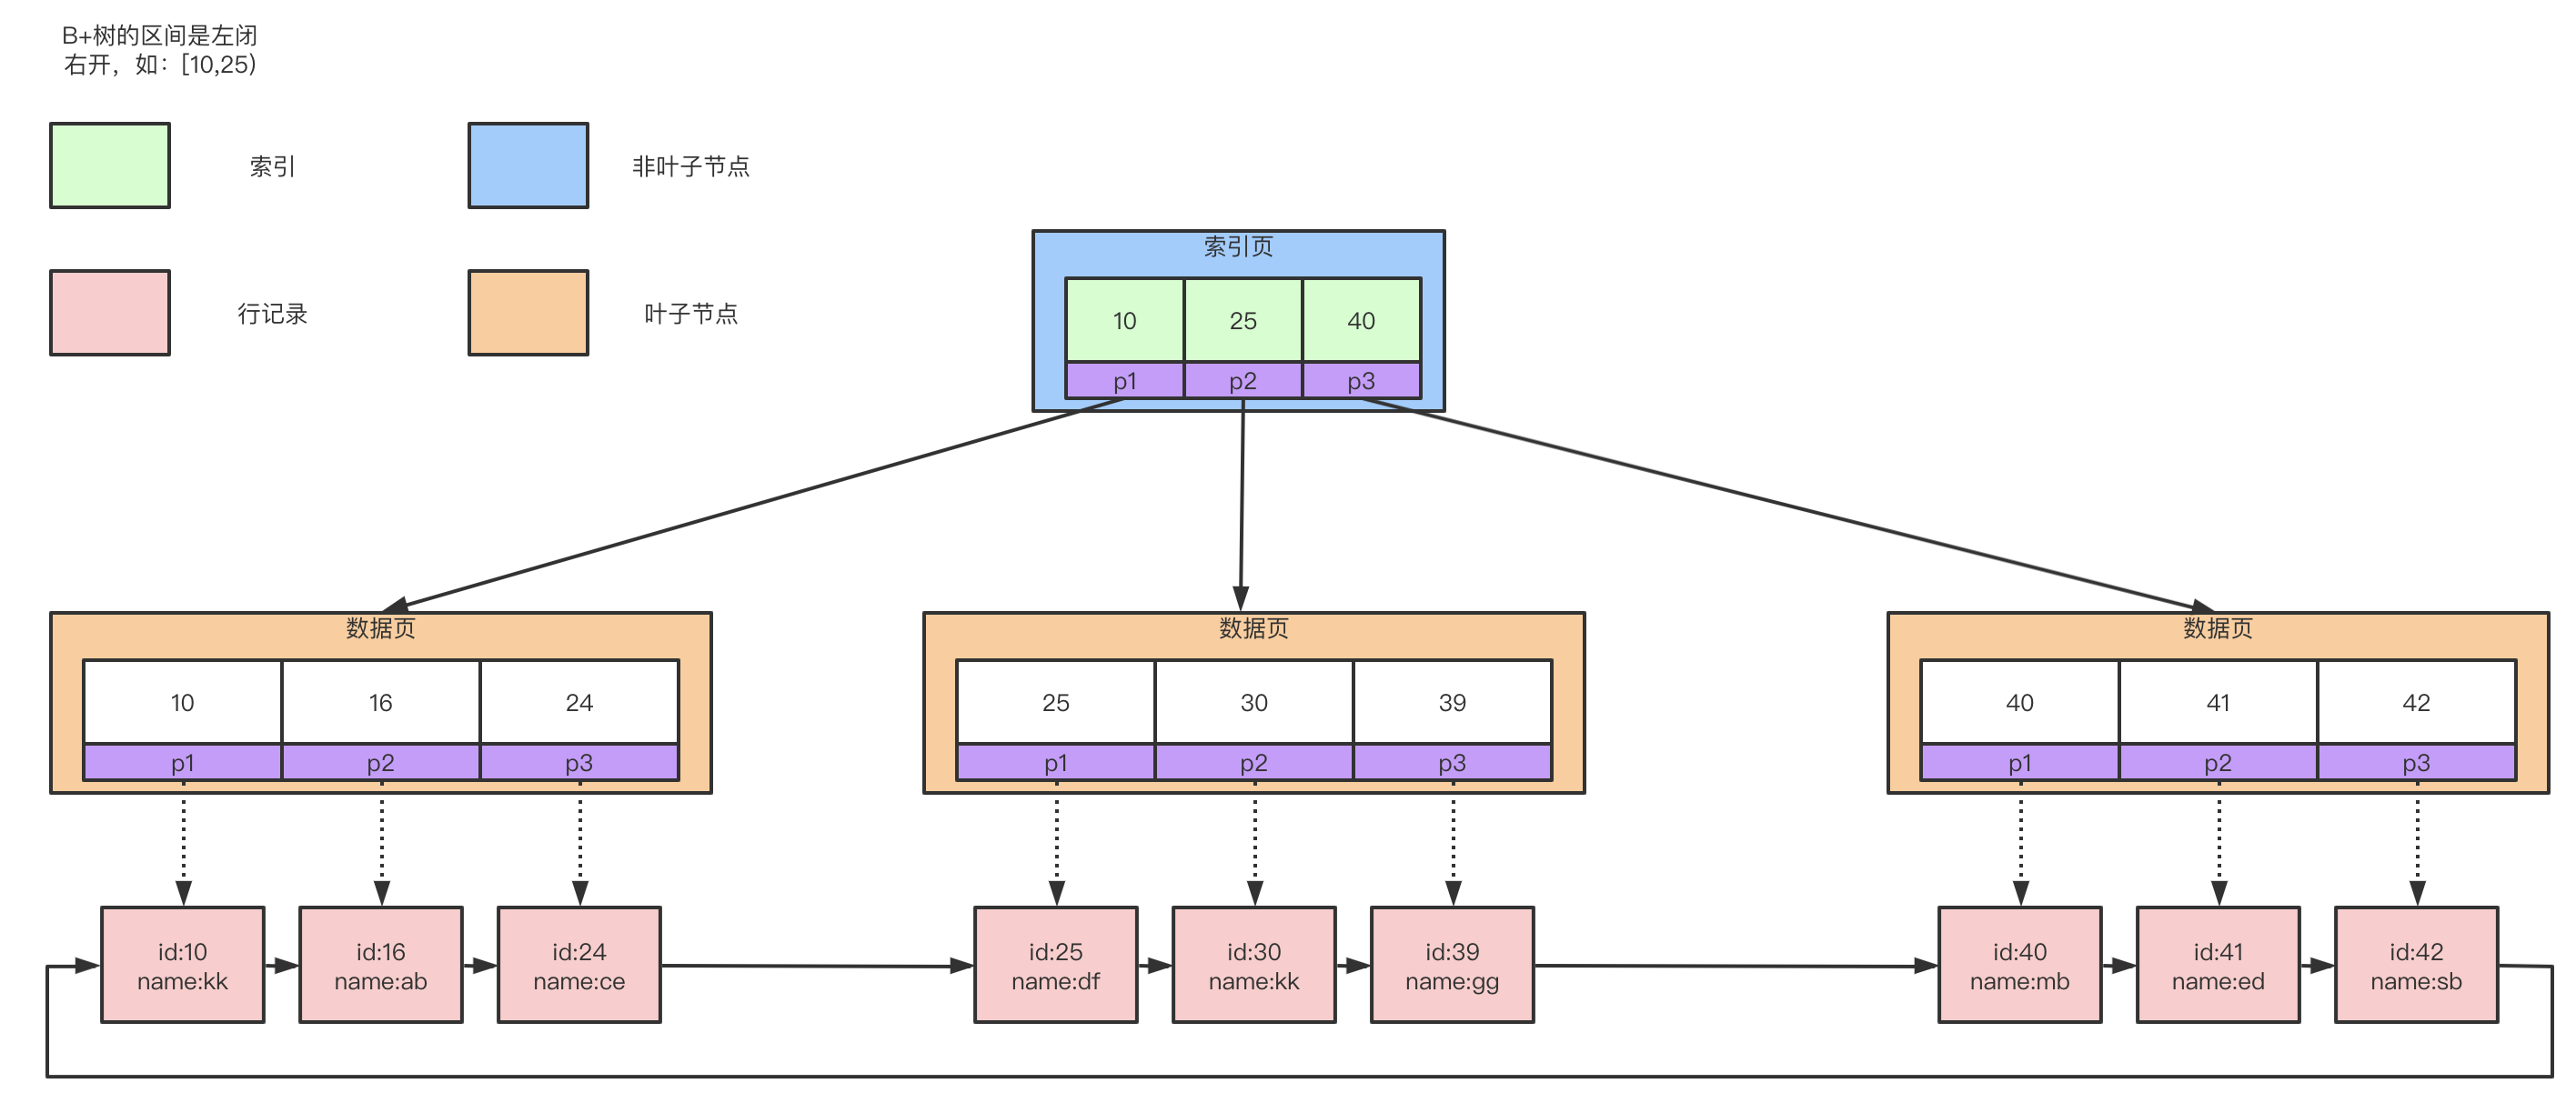 B+树的区间是左闭
右开，如：[10,25)
索引
非叶子节点
行记录
叶子节点
索引页
10 25 40
p1 p2 p3
数据页
10 16 24
p1 p2 p3
数据页
25 30 39
p1 p2 p3
数据页
40 41 42
p1 p2 p3
id:10
name:kk
id:16
name:ab
id:24
name:ce
id:25
name:df
id:30
name:kk
id:39
name:gg
id:40
name:mb
id:41
name:ed
id:42
name:sb